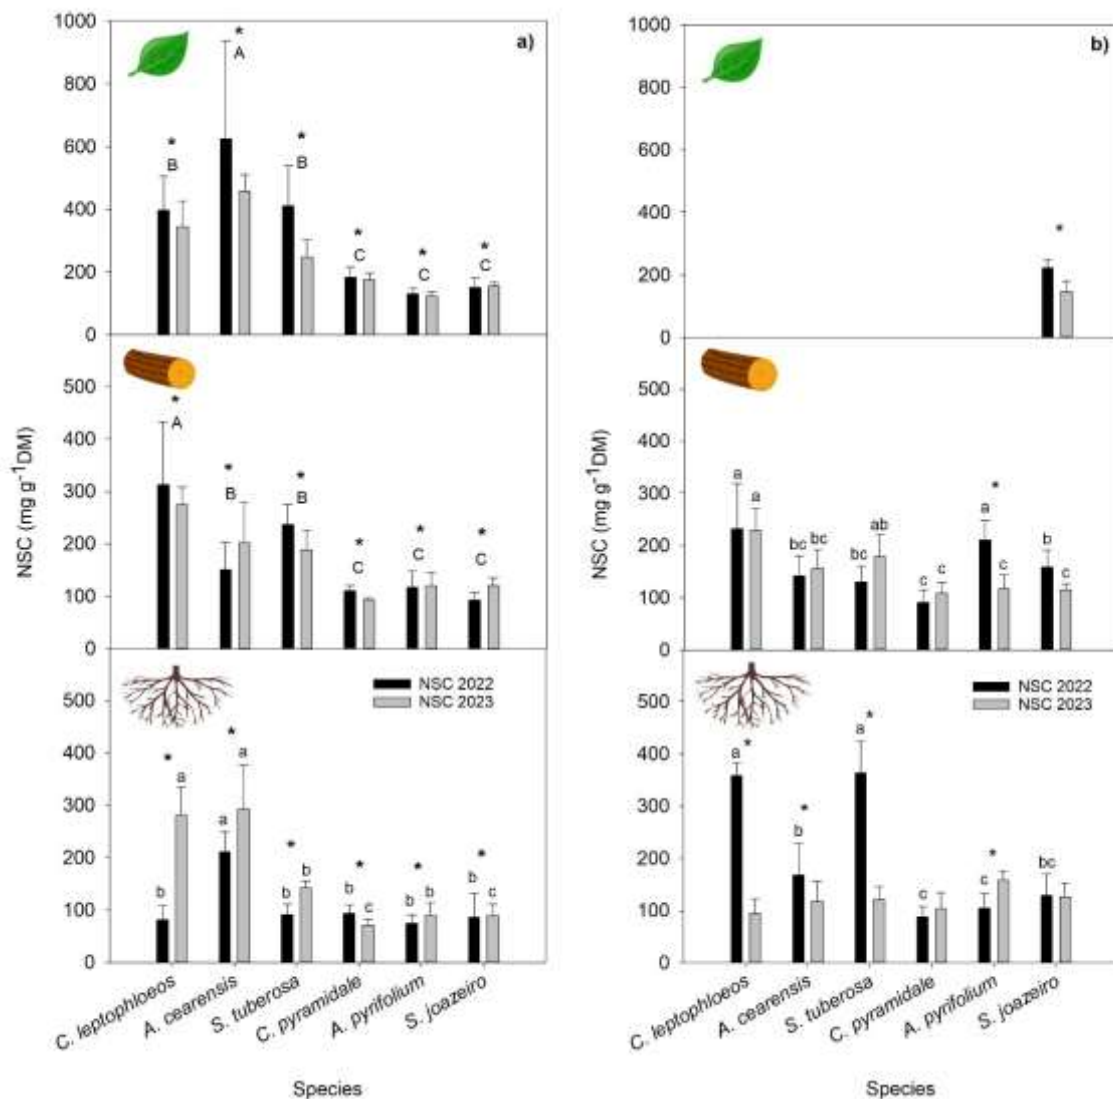 a)
NSC (mg g⁻¹DM)
1000
800
600
400
200
0
*
B
*
A
*
B
*
C
*
C
*
C
500
400
300
200
100
0
*
A
*
B
*
B
*
C
*
C
*
C
500
400
300
200
100
0
NSC 2022
NSC 2023
*
b a
*
a a
*
b b
*
b c
*
b b
*
b c
C. leptophloeos
A. cearensis
S. tuberosa
C. pyramidale
A. pyrifolium
S. joazeiro
Species
b)
NSC (mg g⁻¹DM)
1000
800
600
400
200
0
*
500
400
300
200
100
0
a a
bc bc
bc ab
c c
*
a c
b c
500
400
300
200
100
0
NSC 2022
NSC 2023
a *
b *
a *
c
c *
bc
C. leptophloeos
A. cearensis
S. tuberosa
C. pyramidale
A. pyrifolium
S. joazeiro
Species